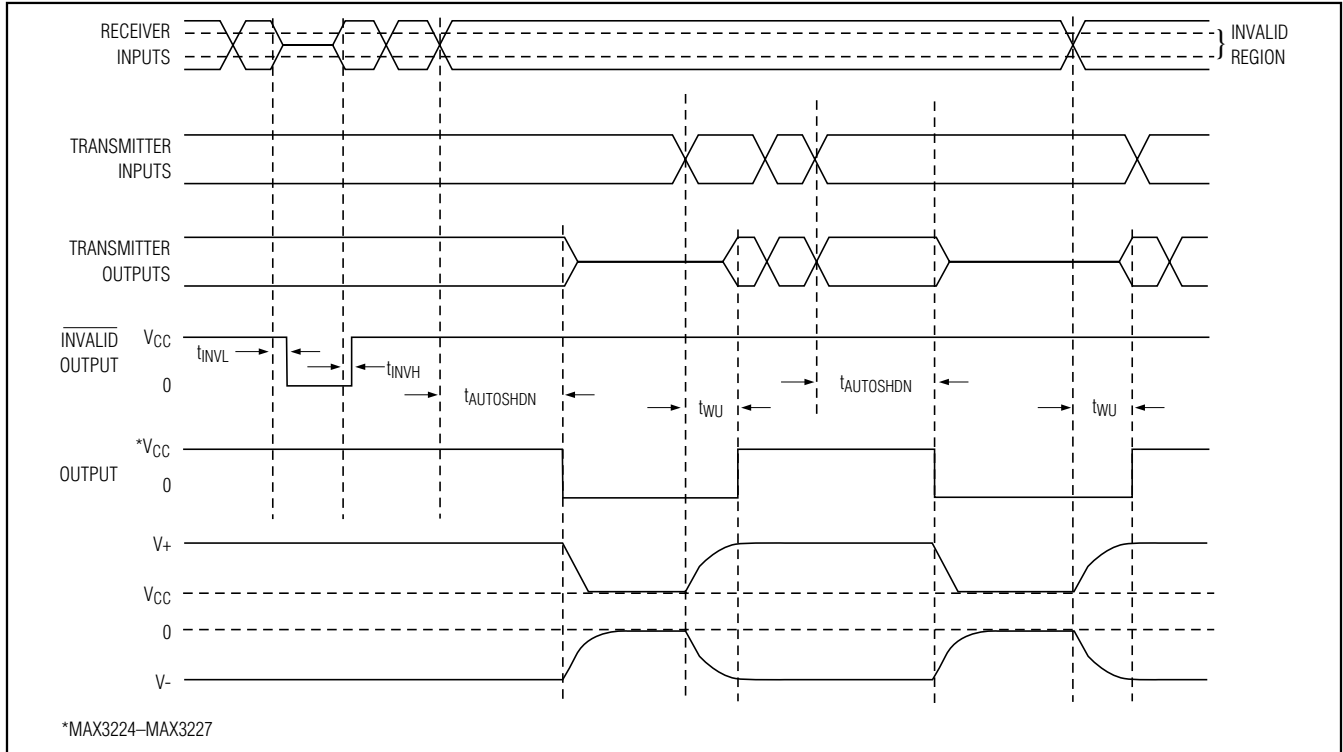 RECEIVER
INPUTS
INVALID
REGION
TRANSMITTER
INPUTS
TRANSMITTER
OUTPUTS
INVALID
OUTPUT
VCC
0
tINVL
tINVH
tAUTOSHDN
tWU
tAUTOSHDN
tWU
OUTPUT
*VCC
0
V+
VCC
0
V-
*MAX3224–MAX3227